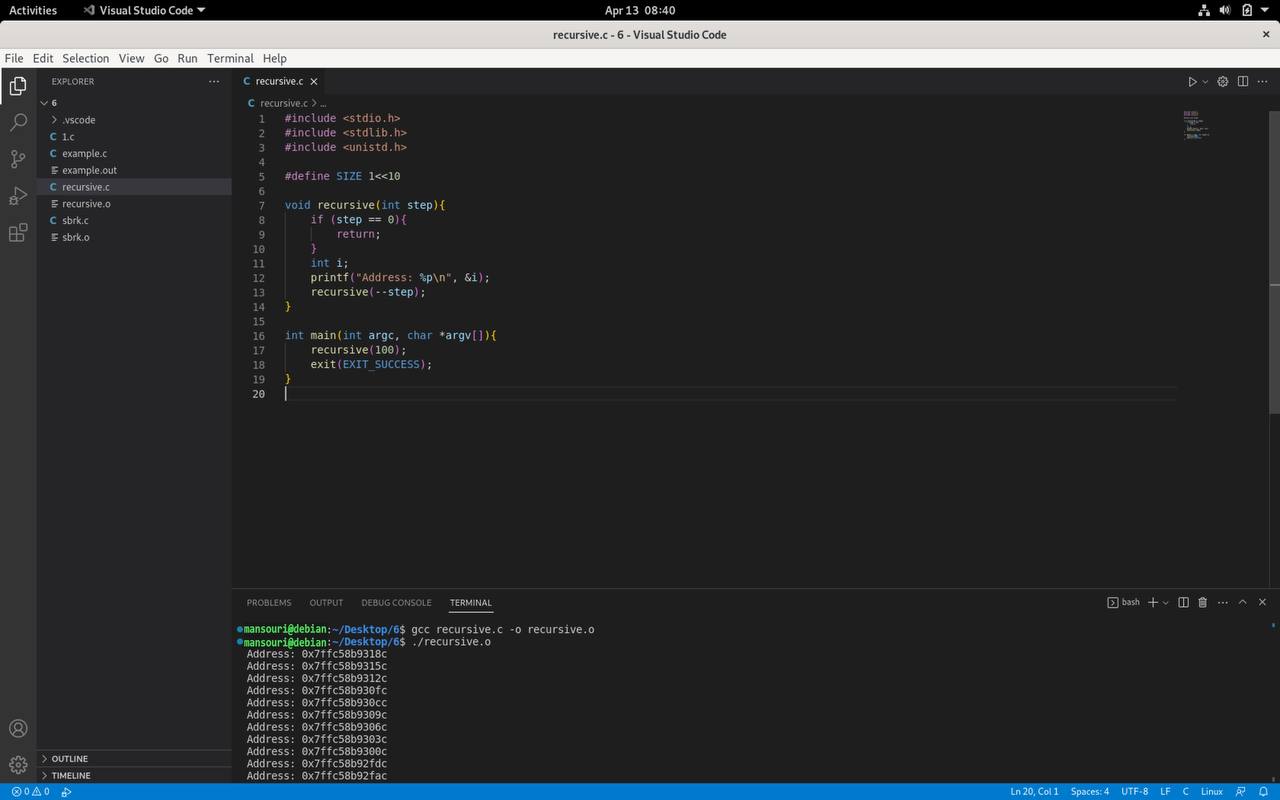 Activities Visual Studio Code Apr 13 08:40
recursive.c - 6 - Visual Studio Code ×
File Edit Selection View Go Run Terminal Help
EXPLORER ···
6
.vscode
C 1.c
C example.c
example.out
C recursive.c
recursive.o
C sbrk.c
sbrk.o
OUTLINE
TIMELINE
C recursive.c ×
C recursive.c > ...
1 #include <stdio.h>
2 #include <stdlib.h>
3 #include <unistd.h>
4
5 #define SIZE 1<<10
6
7 void recursive(int step){
8     if (step == 0){
9         return;
10     }
11     int i;
12     printf("Address: %p\n", &i);
13     recursive(--step);
14 }
15
16 int main(int argc, char *argv[]){
17     recursive(100);
18     exit(EXIT_SUCCESS);
19 }
20
PROBLEMS OUTPUT DEBUG CONSOLE TERMINAL bash
mansouri@debian:~/Desktop/6$ gcc recursive.c -o recursive.o
mansouri@debian:~/Desktop/6$ ./recursive.o
Address: 0x7ffc58b9318c
Address: 0x7ffc58b9315c
Address: 0x7ffc58b9312c
Address: 0x7ffc58b930fc
Address: 0x7ffc58b930cc
Address: 0x7ffc58b9309c
Address: 0x7ffc58b9306c
Address: 0x7ffc58b9303c
Address: 0x7ffc58b9300c
Address: 0x7ffc58b92fdc
Address: 0x7ffc58b92fac
0 0 Ln 20, Col 1 Spaces: 4 UTF-8 LF C Linux